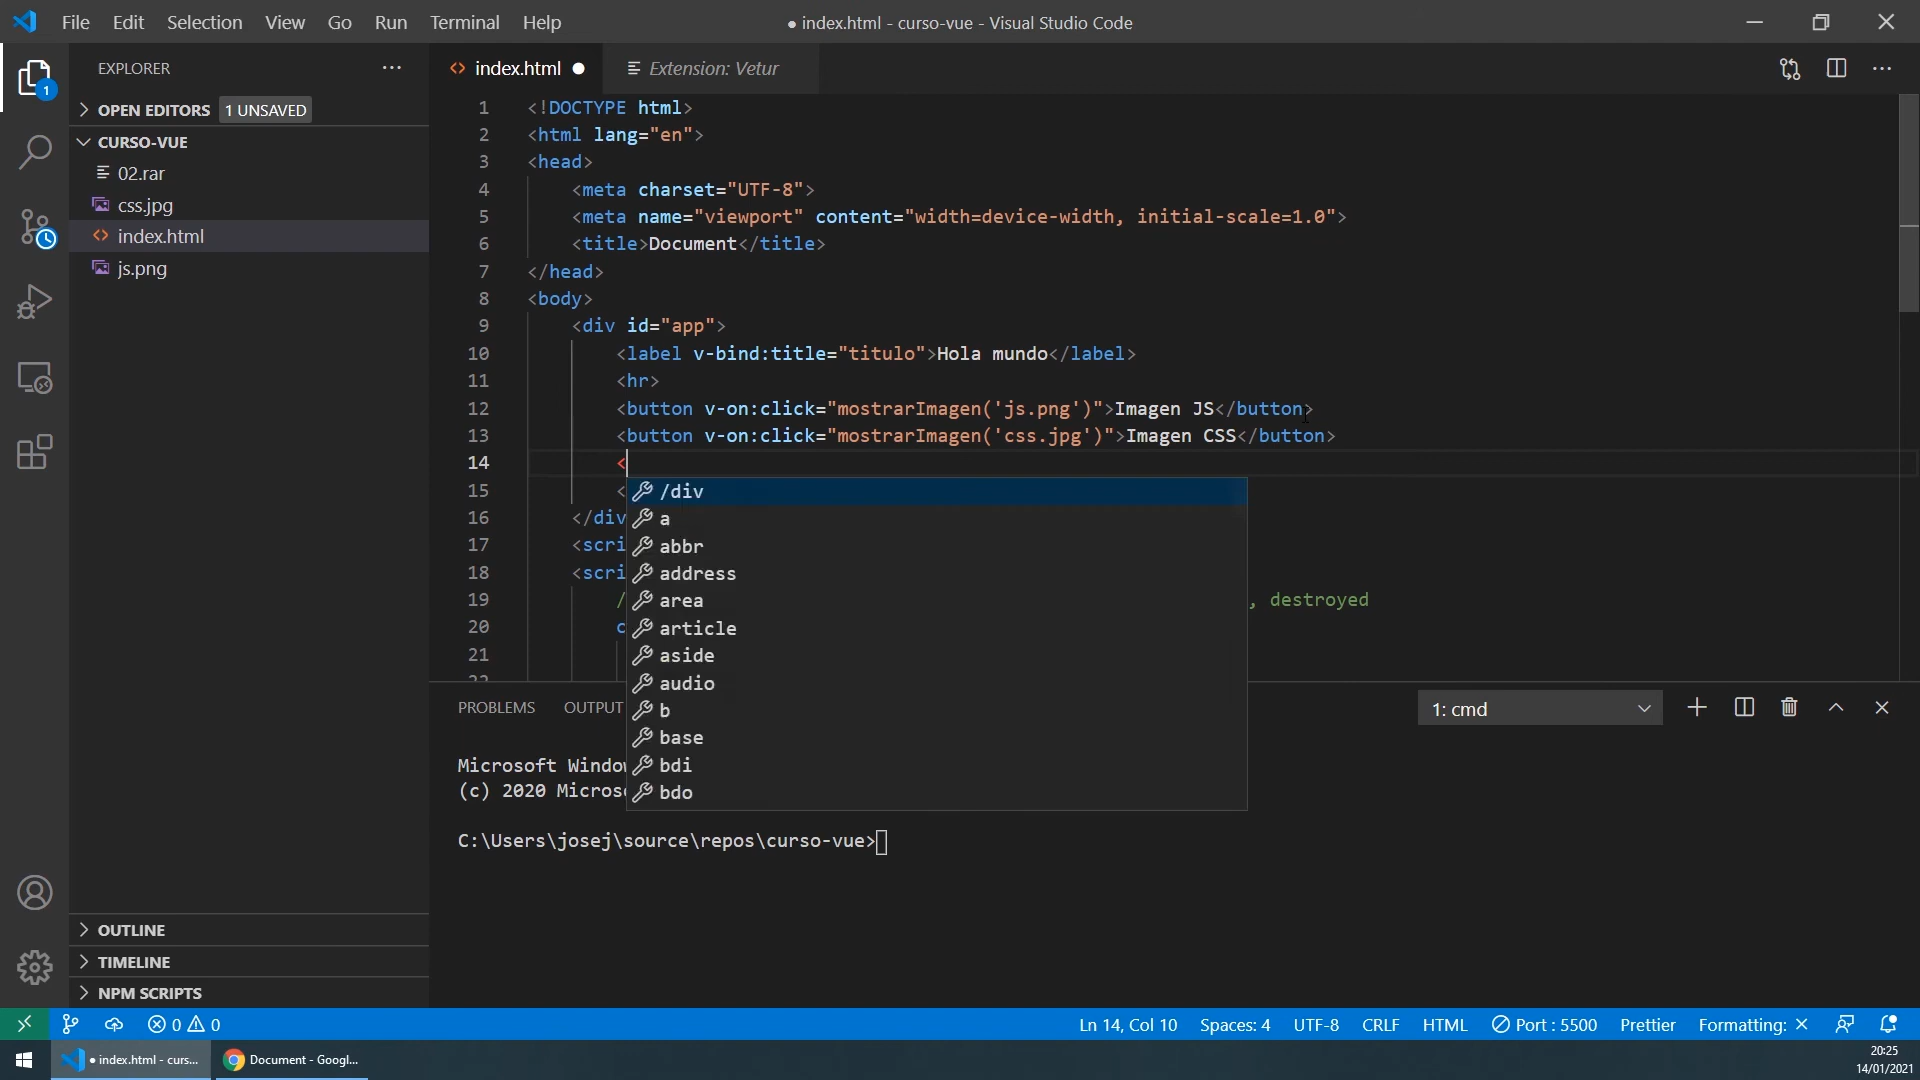 File Edit Selection View Go Run Terminal Help
● index.html - curso-vue - Visual Studio Code
EXPLORER
1
OPEN EDITORS 1 UNSAVED
CURSO-VUE
02.rar
css.jpg
index.html
js.png
OUTLINE
TIMELINE
NPM SCRIPTS
index.html ●
Extension: Vetur
1 <!DOCTYPE html>
2 <html lang="en">
3 <head>
4 <meta charset="UTF-8">
5 <meta name="viewport" content="width=device-width, initial-scale=1.0">
6 <title>Document</title>
7 </head>
8 <body>
9 <div id="app">
10 <label v-bind:title="titulo">Hola mundo</label>
11 <hr>
12 <button v-on:click="mostrarImagen('js.png')">Imagen JS</button>
13 <button v-on:click="mostrarImagen('css.jpg')">Imagen CSS</button>
14 <
15 <
16 </div
17 <scri
18 <scri
19 / , destroyed
20 c
21
/div
a
abbr
address
area
article
aside
audio
b
base
bdi
bdo
PROBLEMS OUTPUT
1: cmd
Microsoft Window
(c) 2020 Microso
C:\Users\josej\source\repos\curso-vue>
0 0
Ln 14, Col 10 Spaces: 4 UTF-8 CRLF HTML Port : 5500 Prettier Formatting: ×
● index.html - curs...
Document - Googl...
20:25
14/01/2021